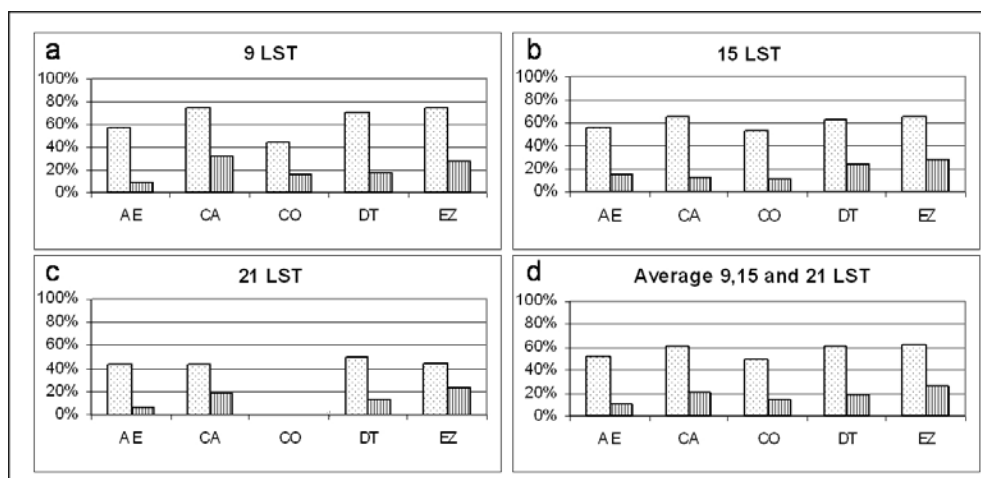 a
9 LST
100%
80%
60%
40%
20%
0%
AE CA CO DT EZ
b
15 LST
100%
80%
60%
40%
20%
0%
AE CA CO DT EZ
c
21 LST
100%
80%
60%
40%
20%
0%
AE CA CO DT EZ
d
Average 9,15 and 21 LST
100%
80%
60%
40%
20%
0%
AE CA CO DT EZ